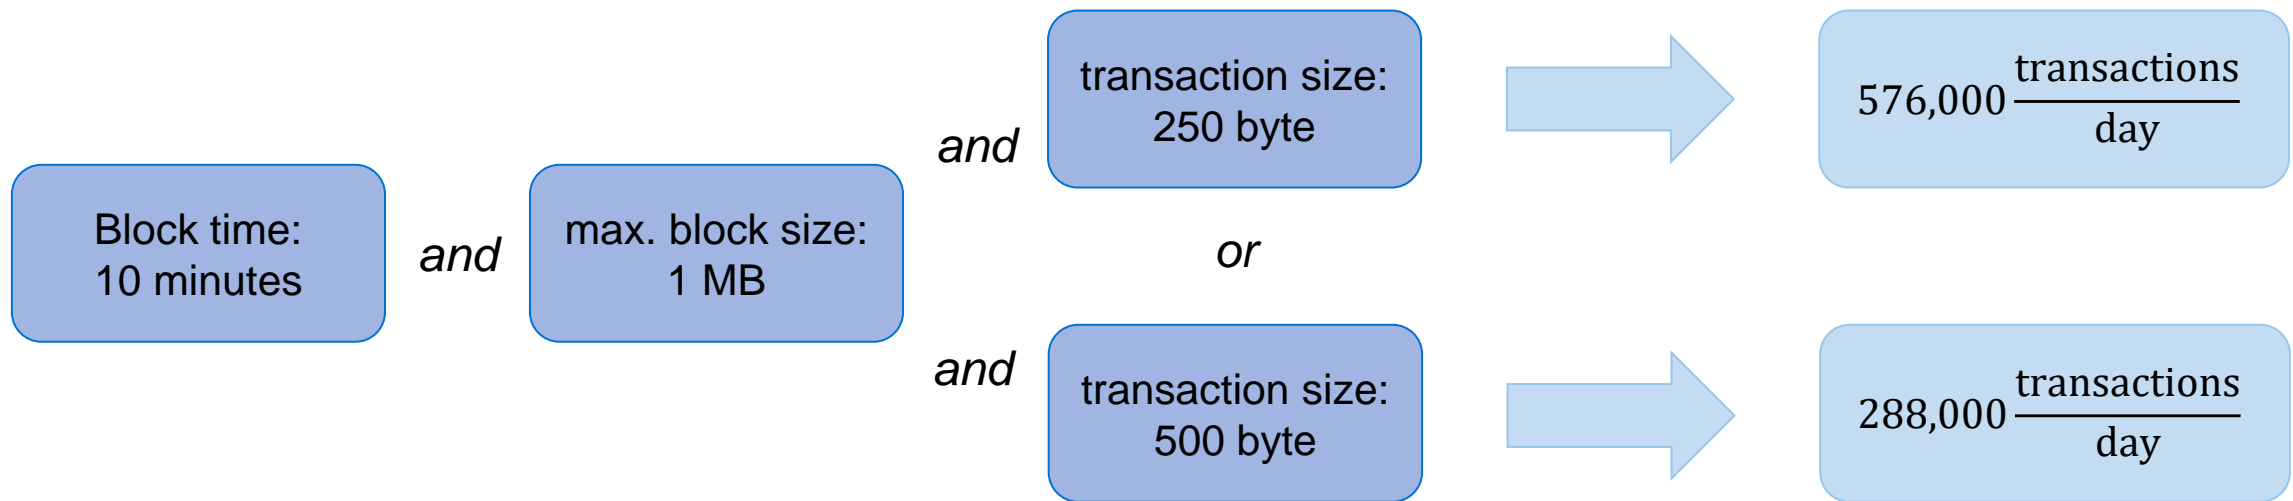 Block time:
10 minutes
and
max. block size:
1 MB
and
transaction size:
250 byte
576,000 transactions
day
or
and
transaction size:
500 byte
288,000 transactions
day